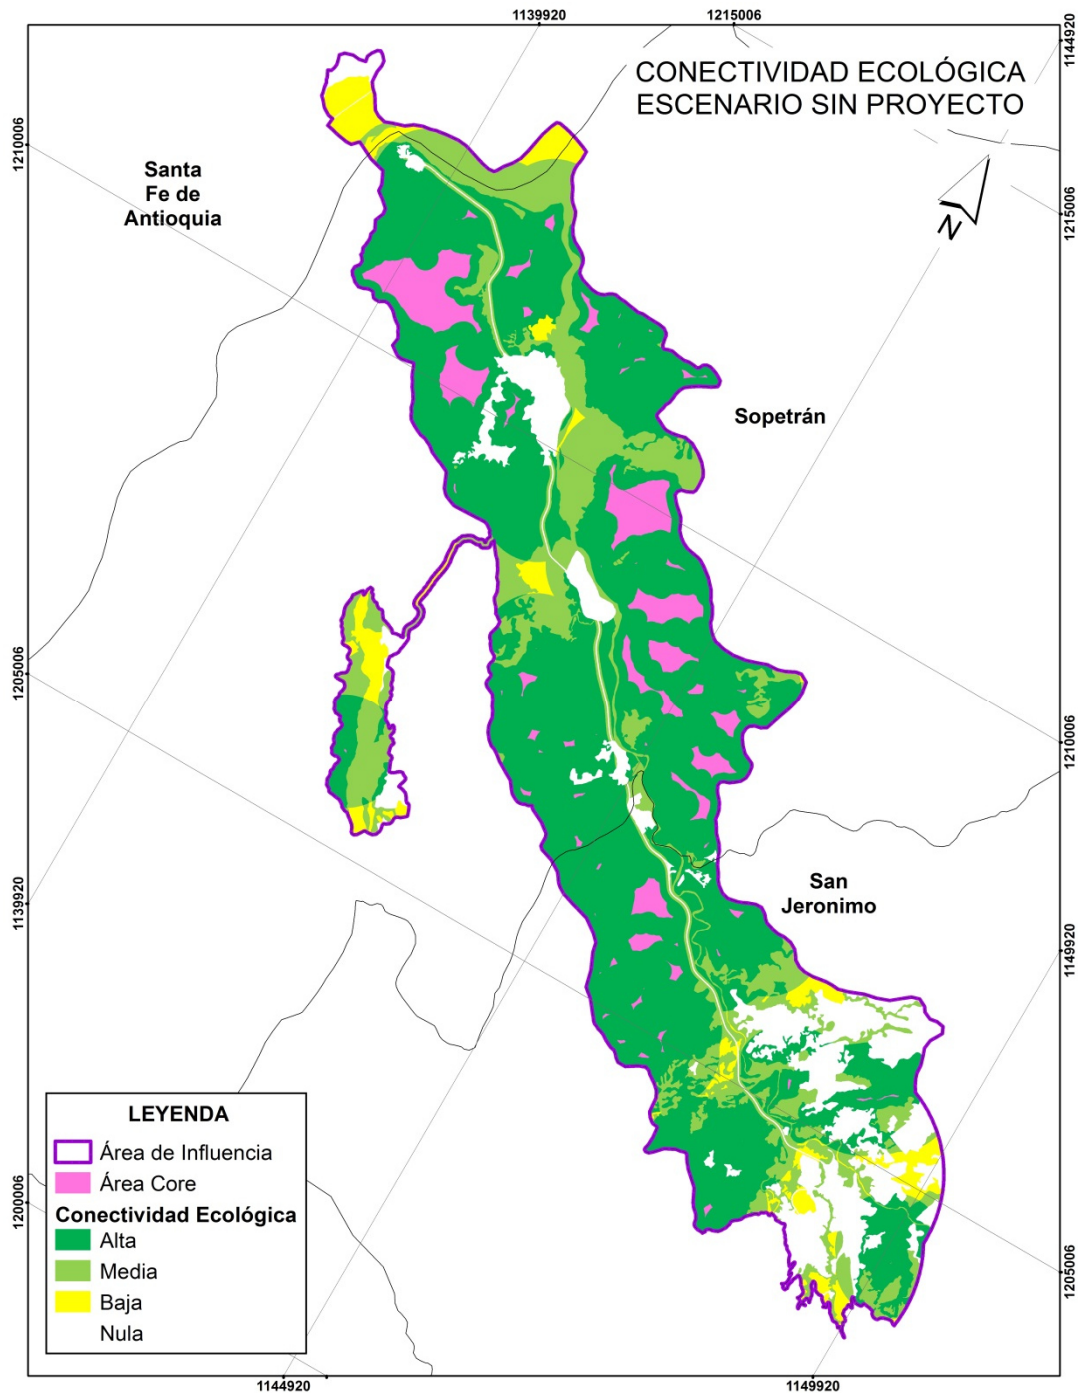 1139920
1215006
1144920
CONECTIVIDAD ECOLÓGICA
ESCENARIO SIN PROYECTO
1210006
Santa
Fe de
Antioquia
1215006
N
Sopetrán
1205006
1210006
1139920
San
Jeronimo
1149920
LEYENDA
Área de Influencia
Área Core
Conectividad Ecológica
Alta
Media
Baja
Nula
1200006
1205006
1144920
1149920